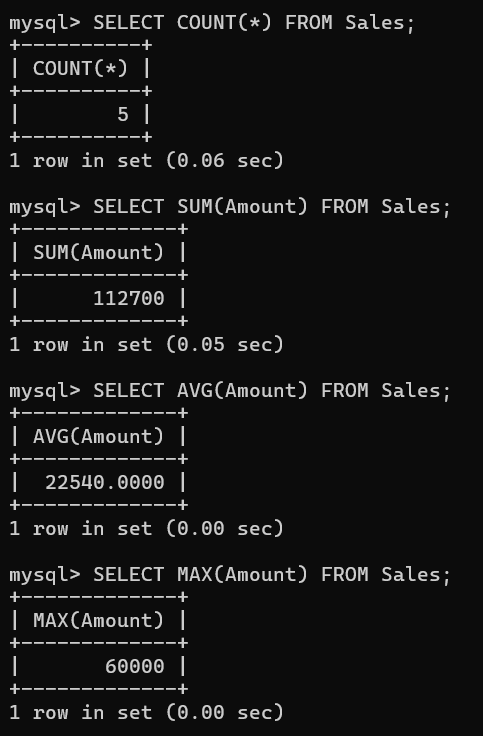 mysql> SELECT COUNT(*) FROM Sales;
+----------+
| COUNT(*) |
+----------+
|        5 |
+----------+
1 row in set (0.06 sec)

mysql> SELECT SUM(Amount) FROM Sales;
+-------------+
| SUM(Amount) |
+-------------+
|      112700 |
+-------------+
1 row in set (0.05 sec)

mysql> SELECT AVG(Amount) FROM Sales;
+-------------+
| AVG(Amount) |
+-------------+
|  22540.0000 |
+-------------+
1 row in set (0.00 sec)

mysql> SELECT MAX(Amount) FROM Sales;
+-------------+
| MAX(Amount) |
+-------------+
|       60000 |
+-------------+
1 row in set (0.00 sec)